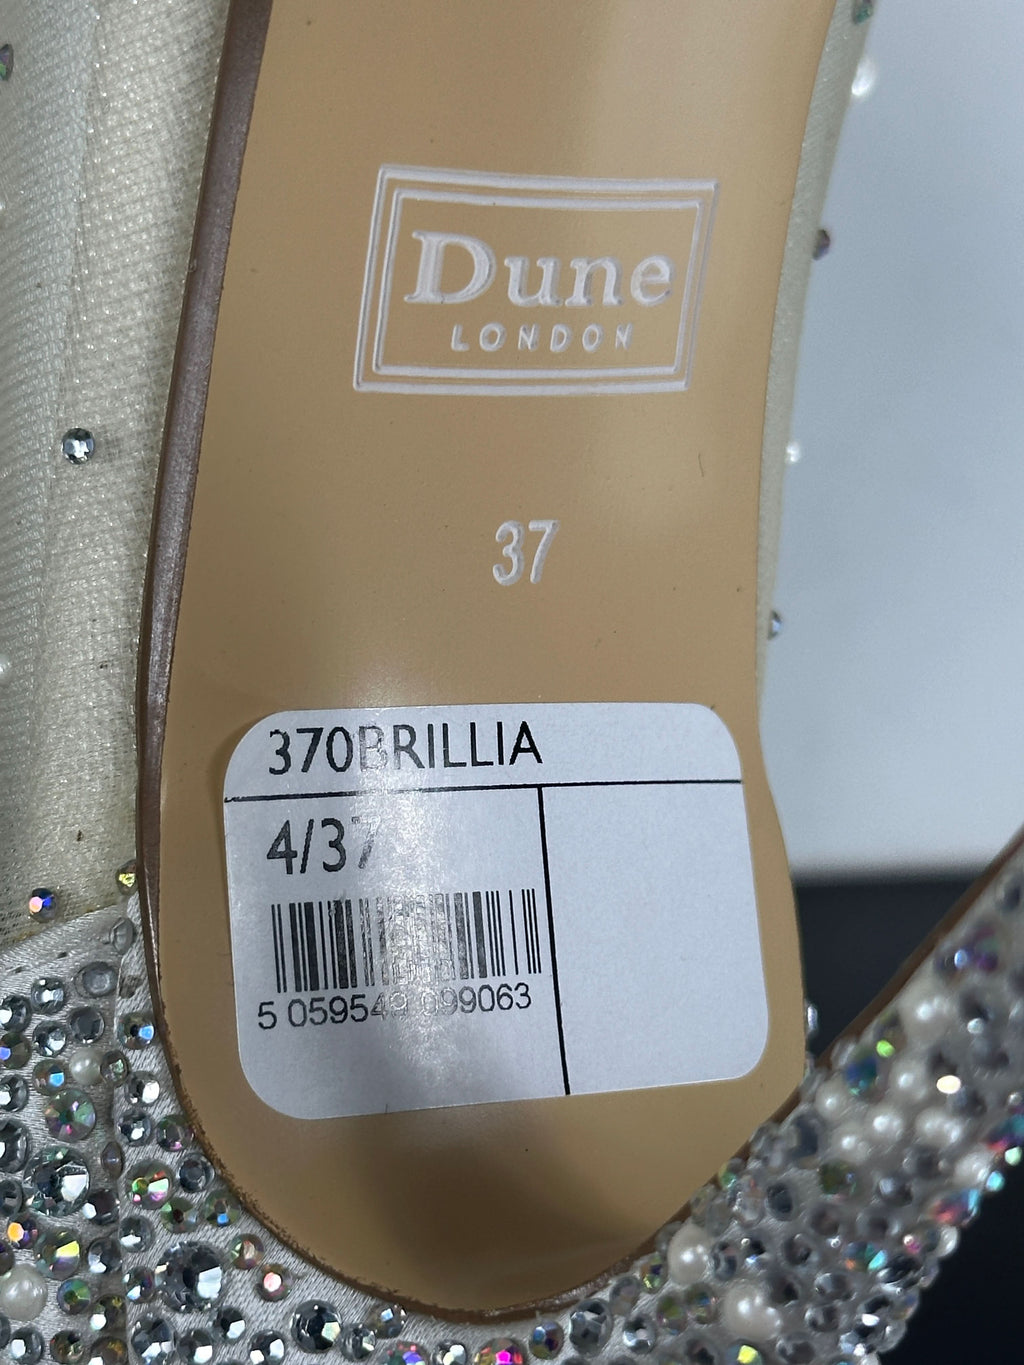 Dune
LONDON
37
370BRILLIA
4/37
5 059549 099063